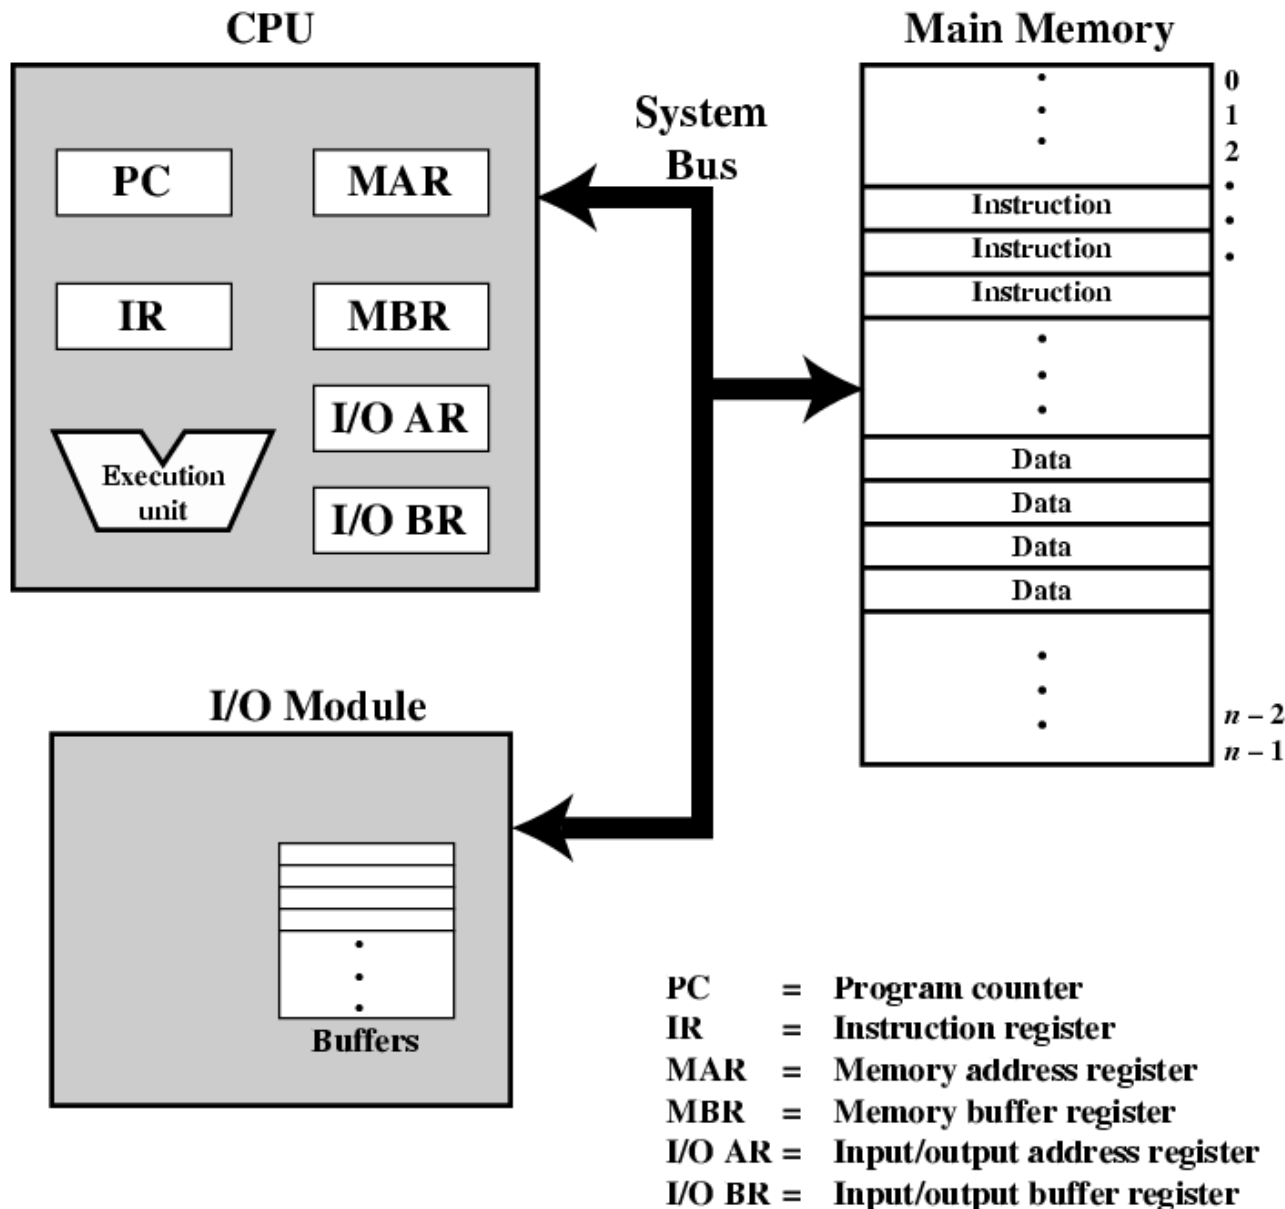 CPU
Main Memory
System
Bus
PC
MAR
IR
MBR
I/O AR
I/O BR
Execution
unit
0
1
2
Instruction
Instruction
Instruction
Data
Data
Data
Data
n – 2
n – 1
I/O Module
Buffers
PC = Program counter
IR = Instruction register
MAR = Memory address register
MBR = Memory buffer register
I/O AR = Input/output address register
I/O BR = Input/output buffer register